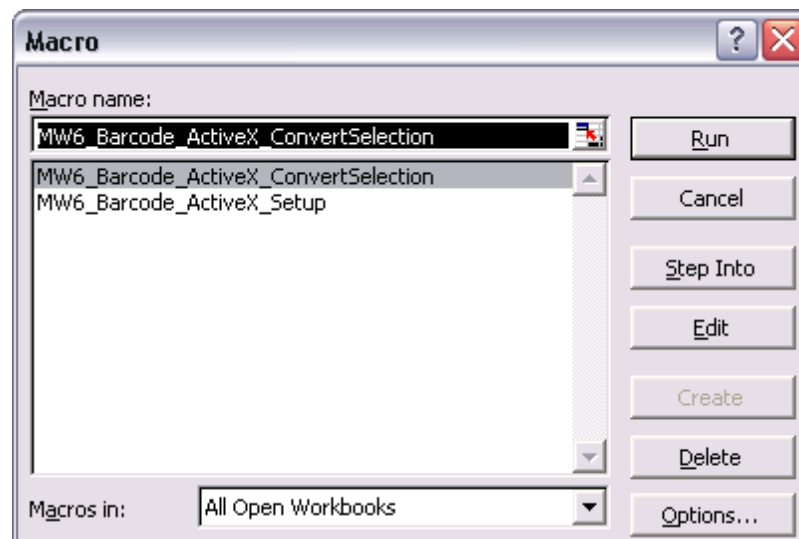 Macro
?
Macro name:
MW6_Barcode_ActiveX_ConvertSelection
Run
MW6_Barcode_ActiveX_ConvertSelection
MW6_Barcode_ActiveX_Setup
Cancel
Step Into
Edit
Create
Delete
Macros in:
All Open Workbooks
Options...